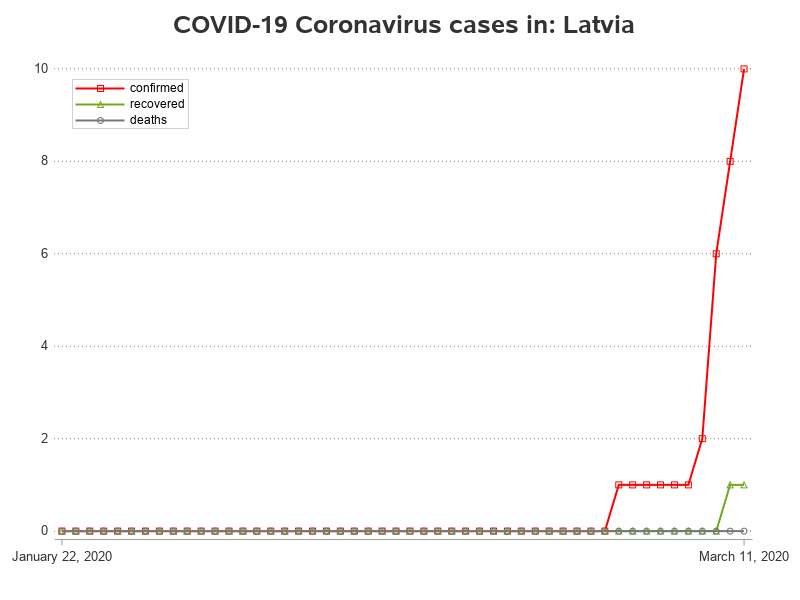 COVID-19 Coronavirus cases in: Latvia
10
confirmed
recovered
deaths
8
6
4
2
0
January 22, 2020
March 11, 2020